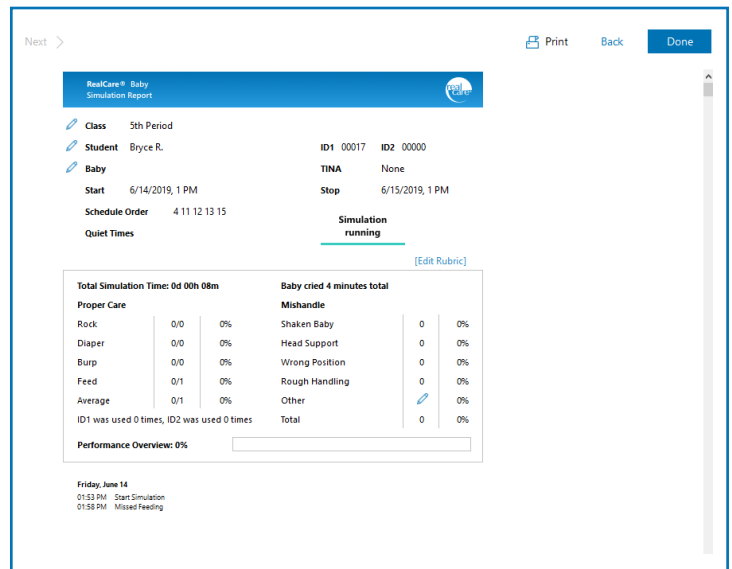 Next
Print Back Done
RealCare® Baby
Simulation Report
real care
Class 5th Period
Student Bryce R. ID1 00017 ID2 00000
Baby TINA None
Start 6/14/2019, 1 PM Stop 6/15/2019, 1 PM
Schedule Order 4 11 12 13 15
Simulation running
Quiet Times
[Edit Rubric]
Total Simulation Time: 0d 00h 08m Baby cried 4 minutes total
Proper Care Mishandle
Rock 0/0 0% Shaken Baby 0 0%
Diaper 0/0 0% Head Support 0 0%
Burp 0/0 0% Wrong Position 0 0%
Feed 0/1 0% Rough Handling 0 0%
Average 0/1 0% Other 0%
ID1 was used 0 times, ID2 was used 0 times Total 0 0%
Performance Overview: 0%
Friday, June 14
01:53 PM Start Simulation
01:58 PM Missed Feeding